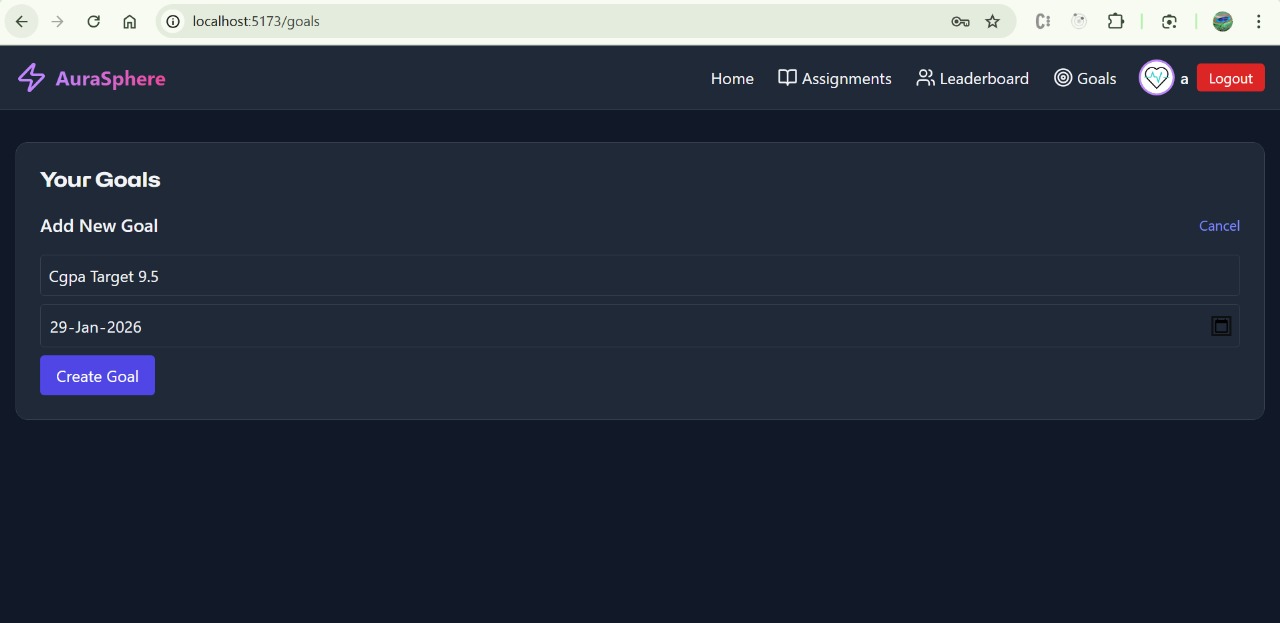 localhost:5173/goals
AuraSphere
Home Assignments Leaderboard Goals a Logout
Your Goals
Add New Goal Cancel
Cgpa Target 9.5
29-Jan-2026
Create Goal